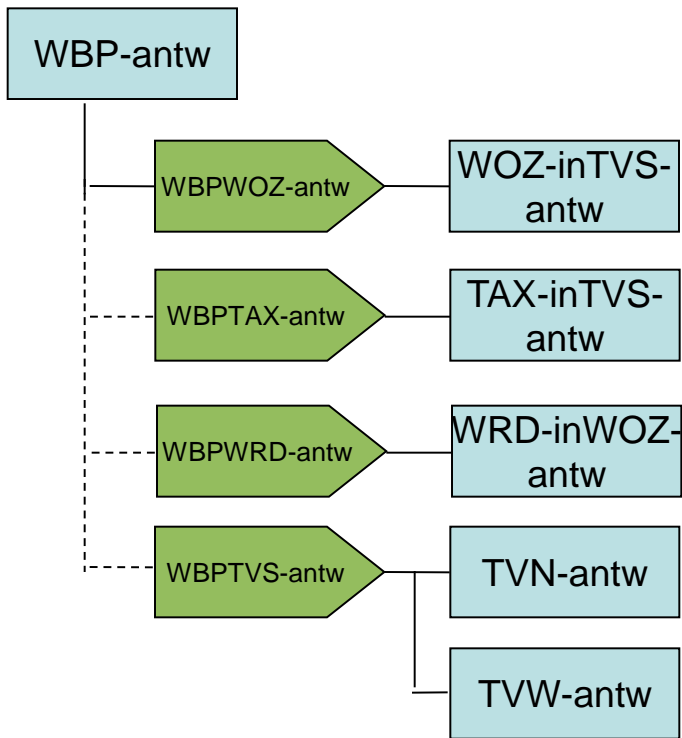 WBP-antw
WBPWOZ-antw
WOZ-inTVS-
antw
WBPTAX-antw
TAX-inTVS-
antw
WBPWRD-antw
WRD-inWOZ-
antw
WBPTVS-antw
TVN-antw
TVW-antw